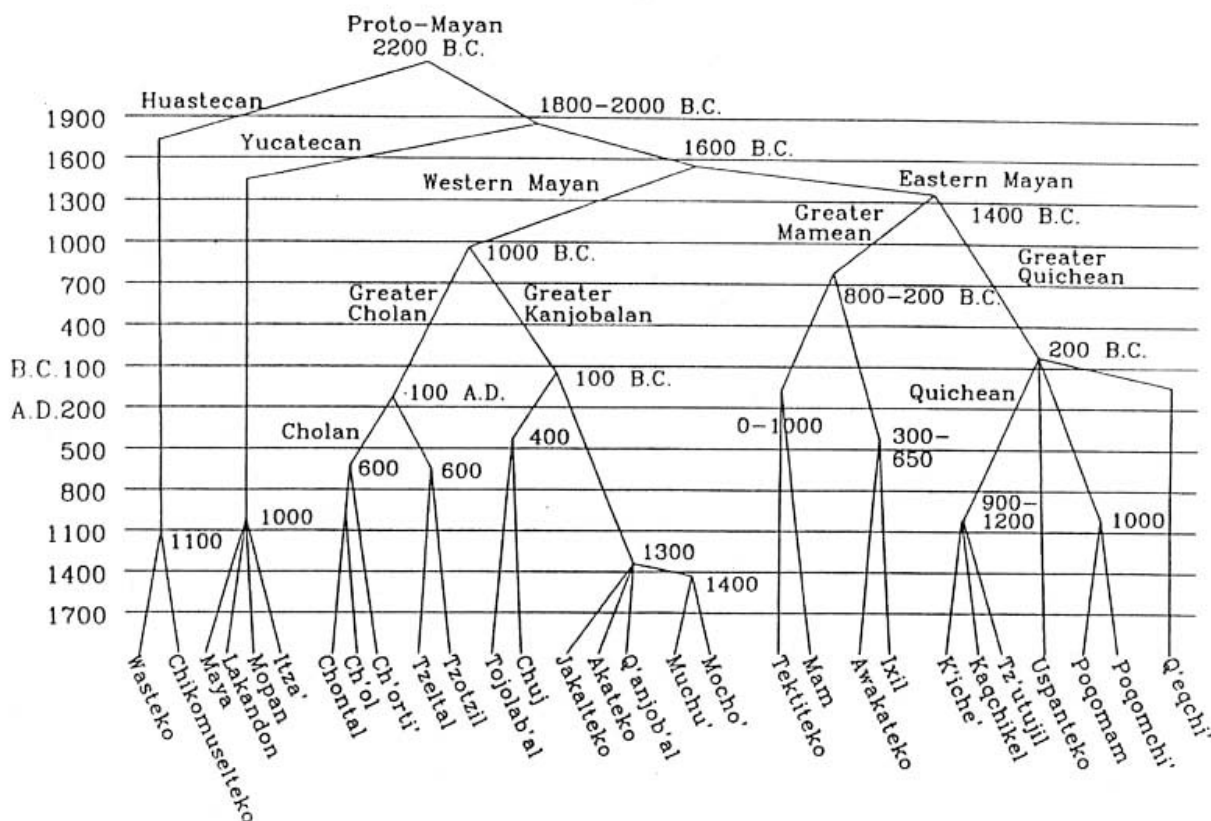 Proto-Mayan
2200 B.C.
Huastecan
1800-2000 B.C.
1900
Yucatecan
1600 B.C.
1600
Western Mayan
Eastern Mayan
1300
Greater
Mamean
1400 B.C.
1000
1000 B.C.
Greater
Quichean
700
Greater
Cholan
Greater
Kanjobalan
800-200 B.C.
400
B.C.100
100 B.C.
200 B.C.
A.D.200
100 A.D.
Quichean
Cholan
400
0-1000
300-
650
500
600
600
800
900-
1200
1000
1000
1100
1100
1300
1400
1400
1700
Wasteko
Chikomuselteko
Maya
Lakandon
Mopan
Itza'
Chontal
Ch'ol
Ch'orti'
Tzeltal
Tzotzil
Tojolab'al
Chuj
Jakalteko
Akateko
Q'anjob'al
Muchu'
Mocho'
Tektiteko
Mam
Awakateko
Ixil
K'iche'
Kaqchikel
Tz'utujil
Uspanteko
Poqomam
Poqomchi'
Q'eqchi'